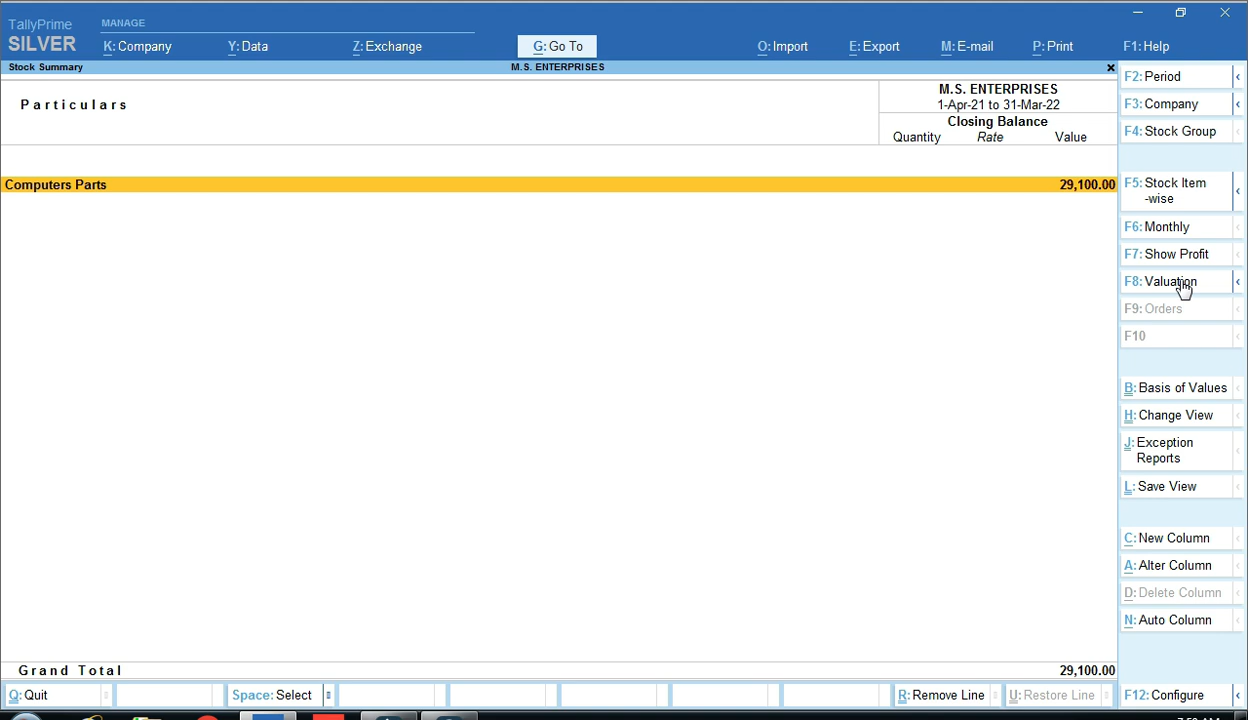 TallyPrime
SILVER
MANAGE
K: Company
Y: Data
Z: Exchange
G: Go To
O: Import
E: Export
M: E-mail
P: Print
F1: Help
Stock Summary
M.S. ENTERPRISES
x
Particulars
M.S. ENTERPRISES
1-Apr-21 to 31-Mar-22
Closing Balance
Quantity Rate Value
Computers Parts 29,100.00
Grand Total 29,100.00
F2: Period
F3: Company
F4: Stock Group
F5: Stock Item
-wise
F6: Monthly
F7: Show Profit
F8: Valuation
F9: Orders
F10
B: Basis of Values
H: Change View
J: Exception
Reports
L: Save View
C: New Column
A: Alter Column
D: Delete Column
N: Auto Column
Q: Quit
Space: Select
R: Remove Line
U: Restore Line
F12: Configure